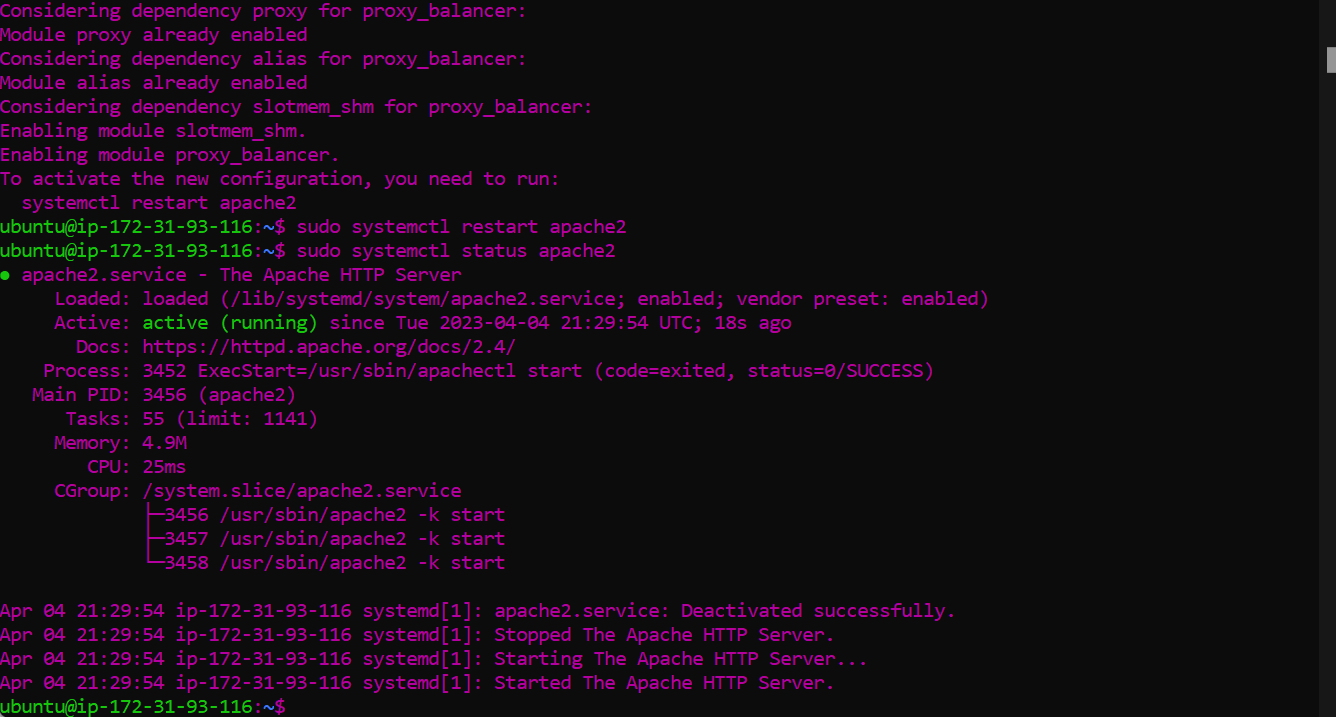 Considering dependency proxy for proxy_balancer:
Module proxy already enabled
Considering dependency alias for proxy_balancer:
Module alias already enabled
Considering dependency slotmem_shm for proxy_balancer:
Enabling module slotmem_shm.
Enabling module proxy_balancer.
To activate the new configuration, you need to run:
  systemctl restart apache2
ubuntu@ip-172-31-93-116:~$ sudo systemctl restart apache2
ubuntu@ip-172-31-93-116:~$ sudo systemctl status apache2
● apache2.service - The Apache HTTP Server
     Loaded: loaded (/lib/systemd/system/apache2.service; enabled; vendor preset: enabled)
     Active: active (running) since Tue 2023-04-04 21:29:54 UTC; 18s ago
       Docs: https://httpd.apache.org/docs/2.4/
    Process: 3452 ExecStart=/usr/sbin/apachectl start (code=exited, status=0/SUCCESS)
   Main PID: 3456 (apache2)
      Tasks: 55 (limit: 1141)
     Memory: 4.9M
        CPU: 25ms
     CGroup: /system.slice/apache2.service
             ├─3456 /usr/sbin/apache2 -k start
             ├─3457 /usr/sbin/apache2 -k start
             └─3458 /usr/sbin/apache2 -k start

Apr 04 21:29:54 ip-172-31-93-116 systemd[1]: apache2.service: Deactivated successfully.
Apr 04 21:29:54 ip-172-31-93-116 systemd[1]: Stopped The Apache HTTP Server.
Apr 04 21:29:54 ip-172-31-93-116 systemd[1]: Starting The Apache HTTP Server...
Apr 04 21:29:54 ip-172-31-93-116 systemd[1]: Started The Apache HTTP Server.
ubuntu@ip-172-31-93-116:~$